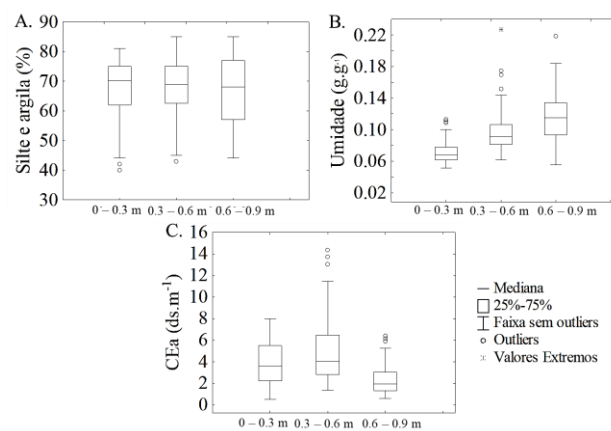 A.
Silte e argila (%)
90
80
70
60
50
40
30
0 – 0.3 m 0.3 – 0.6 m 0.6 – 0.9 m
B.
Umidade (g.g⁻¹)
0.22
0.18
0.14
0.10
0.06
0.02
0 – 0.3 m 0.3 – 0.6 m 0.6 – 0.9 m
C.
CEa (ds.m⁻¹)
16
14
12
10
8
6
4
2
0
0 – 0.3 m 0.3 – 0.6 m 0.6 – 0.9 m
Mediana
25%-75%
Faixa sem outliers
Outliers
Valores Extremos